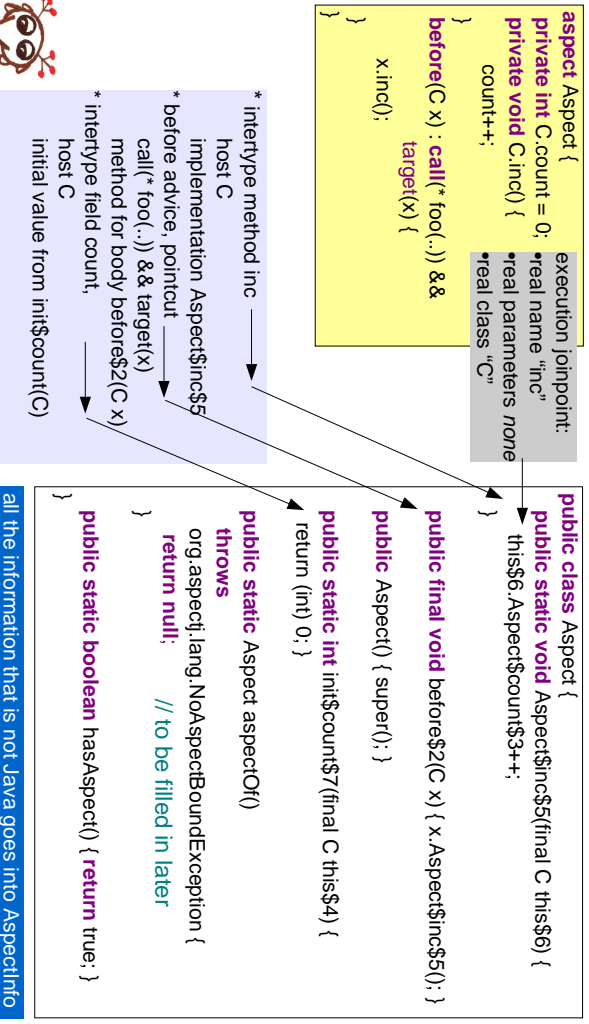 aspect Aspect {
private int C.count = 0;
private void C.inc() {
count++;
}
before(C x) : call(* foo(..)) &&
target(x) {
x.inc();
}
}
execution joinpoint:
•real name “inc”
•real parameters none
•real class “C”
* intertype method inc
host C
implementation Aspect$inc$5
* before advice, pointcut
call(* foo(..)) && target(x)
method for body before$2(C x)
* intertype field count,
host C
initial value from init$count(C)
public class Aspect {
public static void Aspect$inc$5(final C this$6) {
this$6.Aspect$count$3++;
}
public final void before$2(C x) { x.Aspect$inc$5(); }
public Aspect() { super(); }
public static int init$count$7(final C this$4) {
return (int) 0; }
public static Aspect aspectOf()
throws
org.aspectj.lang.NoAspectBoundException {
return null; // to be filled in later
}
public static boolean hasAspect() { return true; }
}
all the information that is not Java goes into AspectInfo